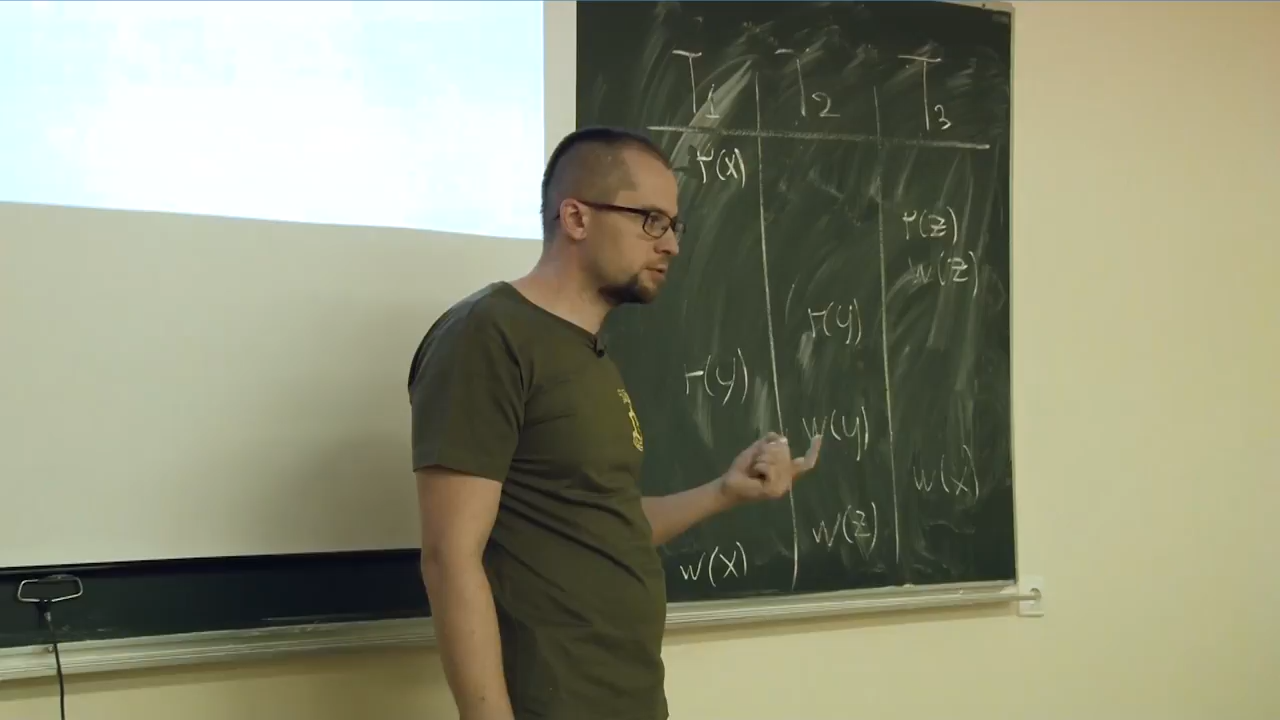 T₁ T₂ T₃
r(x)
r(z)
w(z)
r(y)
r(y)
w(y)
w(x)
w(z)
w(x)